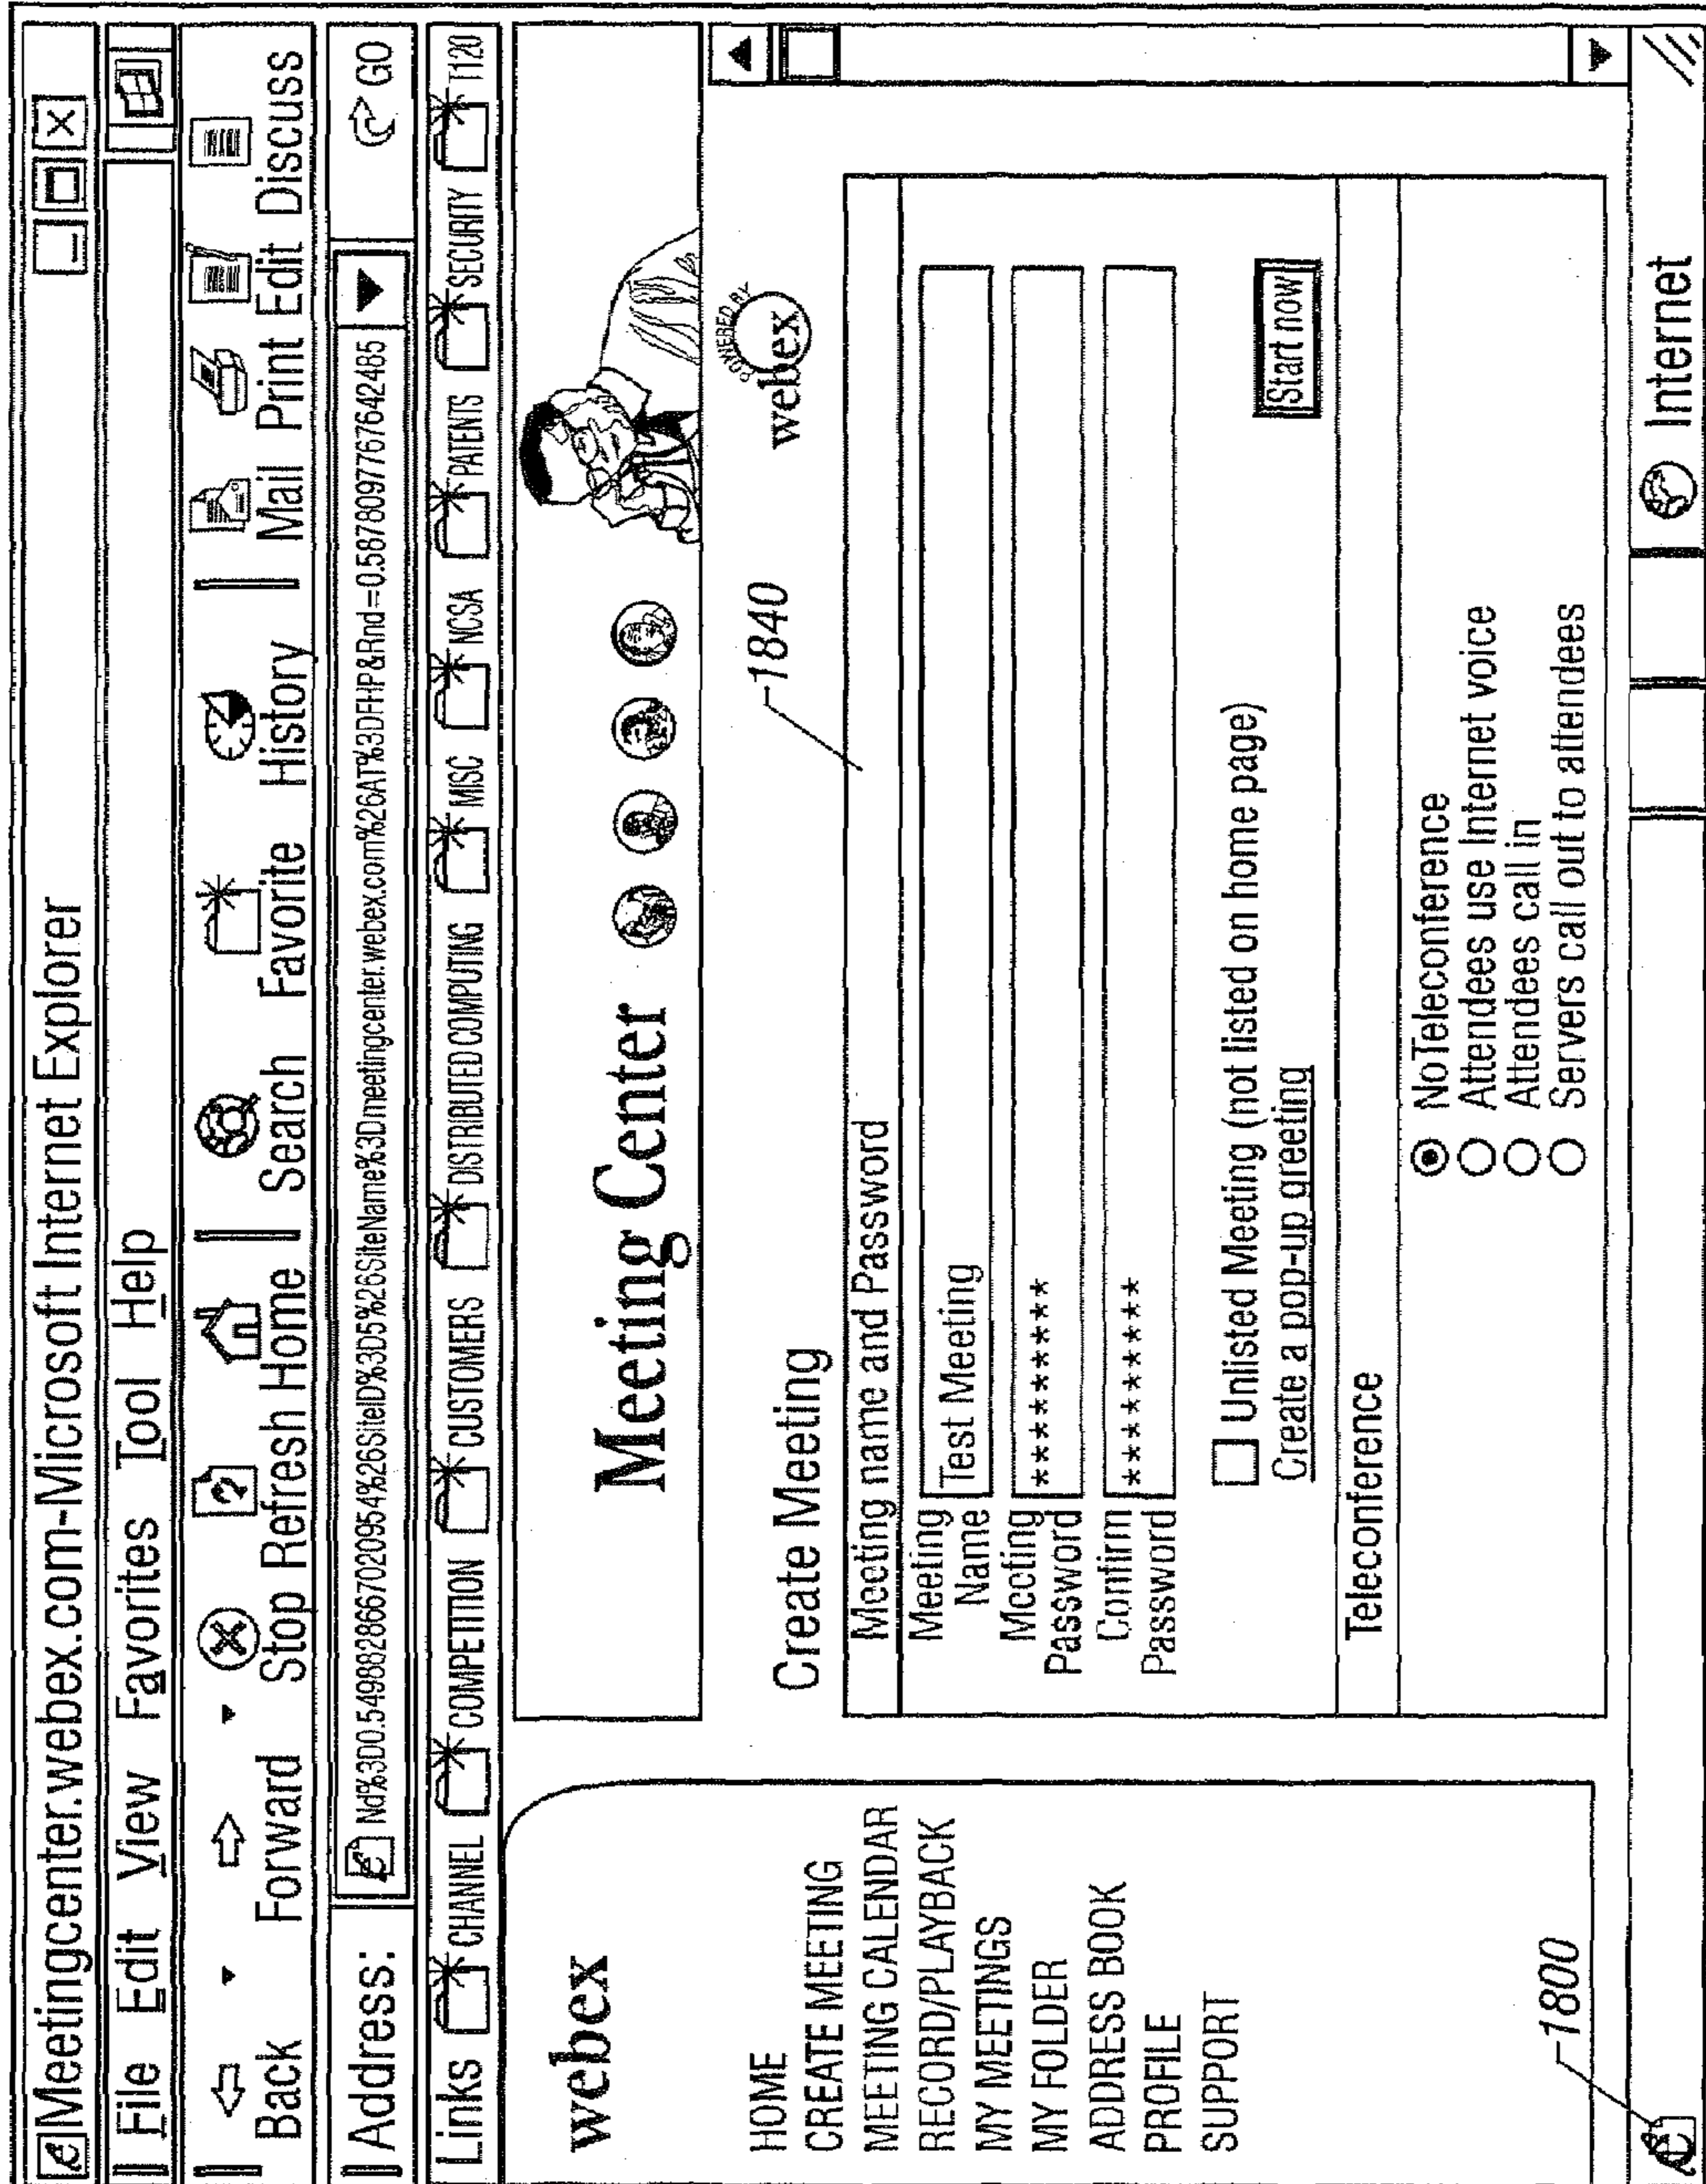 Meetingcenter.webex.com-Microsoft Internet Explorer
File Edit View Favorites Tool Help
Back Forward Stop Refresh Home Search Favorite History Mail Print Edit Discuss
Address: Nd%3D0.5498828667020954%26SiteID%3D5%26SiteName%3Dmeetingcenter.webex.com%26AT%3DFHP&Rnd=0.5878097767642485 GO
Links CHANNEL COMPETITION CUSTOMERS DISTRIBUTED COMPUTING MISC NCSA PATENTS SECURITY T120
webex
HOME
CREATE MEETING
MEETING CALENDAR
RECORD/PLAYBACK
MY MEETINGS
MY FOLDER
ADDRESS BOOK
PROFILE
SUPPORT
1800
Meeting Center
POWERED BY
webex
1840
Create Meeting
Meeting name and Password
Meeting
Name Test Meeting
Meeting
Password *********
Confirm
Password *********
Unlisted Meeting (not listed on home page)
Create a pop-up greeting
Start now
Teleconference
NoTeleconference
Attendees use Internet voice
Attendees call in
Servers call out to attendees
Internet